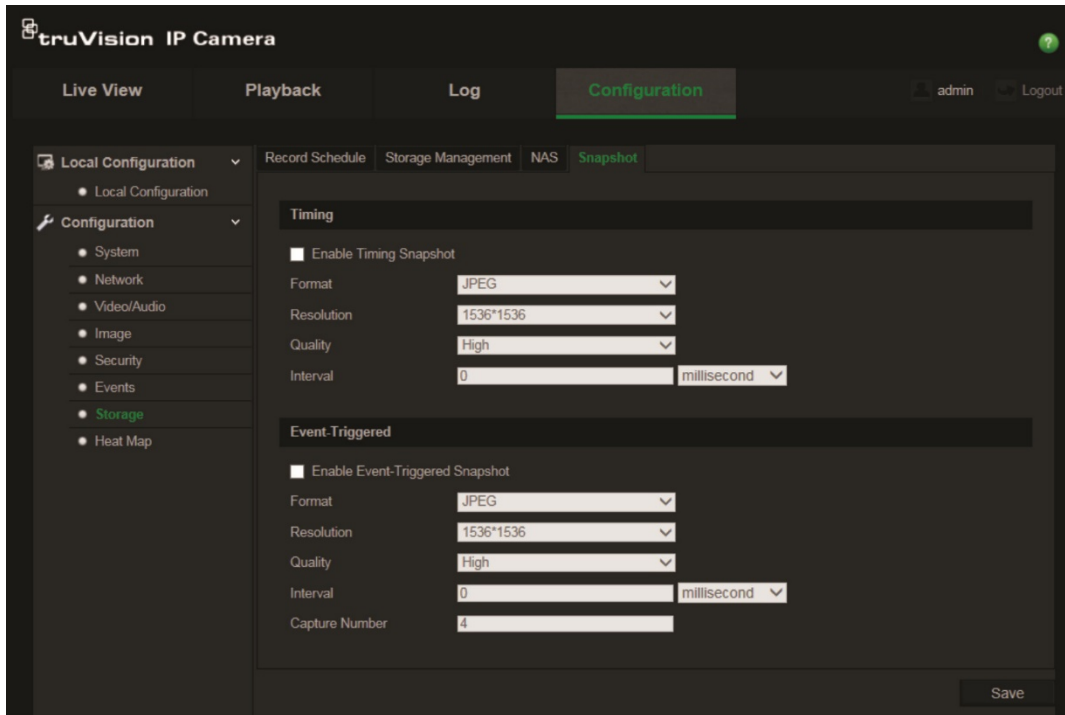 truVision IP Camera
?
Live View Playback Log Configuration admin Logout
Local Configuration
Local Configuration
Configuration
System
Network
Video/Audio
Image
Security
Events
Storage
Heat Map
Record Schedule Storage Management NAS Snapshot
Timing
Enable Timing Snapshot
Format JPEG
Resolution 1536*1536
Quality High
Interval 0 millisecond
Event-Triggered
Enable Event-Triggered Snapshot
Format JPEG
Resolution 1536*1536
Quality High
Interval 0 millisecond
Capture Number 4
Save